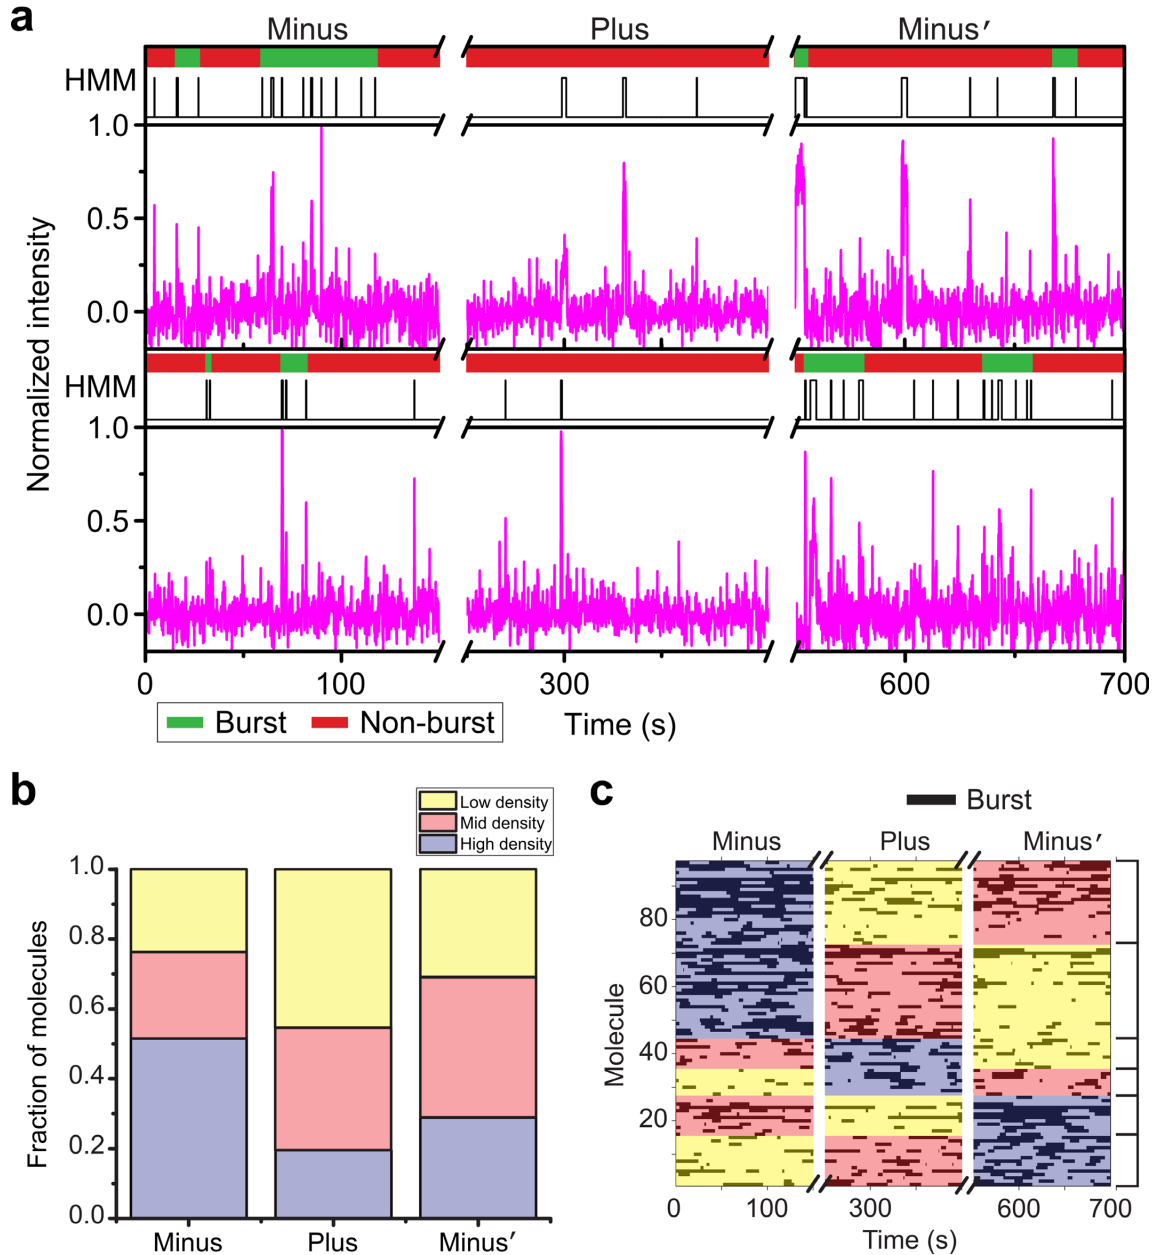 a
Minus
Plus
Minus′
HMM
1.0
0.5
0.0
HMM
1.0
0.5
0.0
Normalized intensity
0
100
300
600
700
Burst
Non-burst
Time (s)
b
Low density
Mid density
High density
1.0
0.8
0.6
0.4
0.2
0.0
Fraction of molecules
Minus
Plus
Minus′
c
Burst
Minus
Plus
Minus′
80
60
40
20
Molecule
0
100
300
600
700
Time (s)